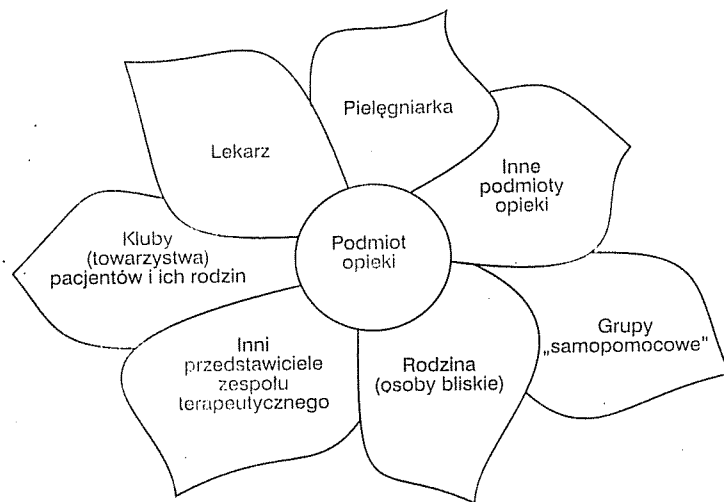 Pielęgniarka
Lekarz
Inne
podmioty
opieki
Kluby
(towarzystwa)
pacjentów i ich rodzin
Podmiot
opieki
Grupy
„samopomocowe"
Inni
przedstawiciele
zespołu
terapeutycznego
Rodzina
(osoby bliskie)